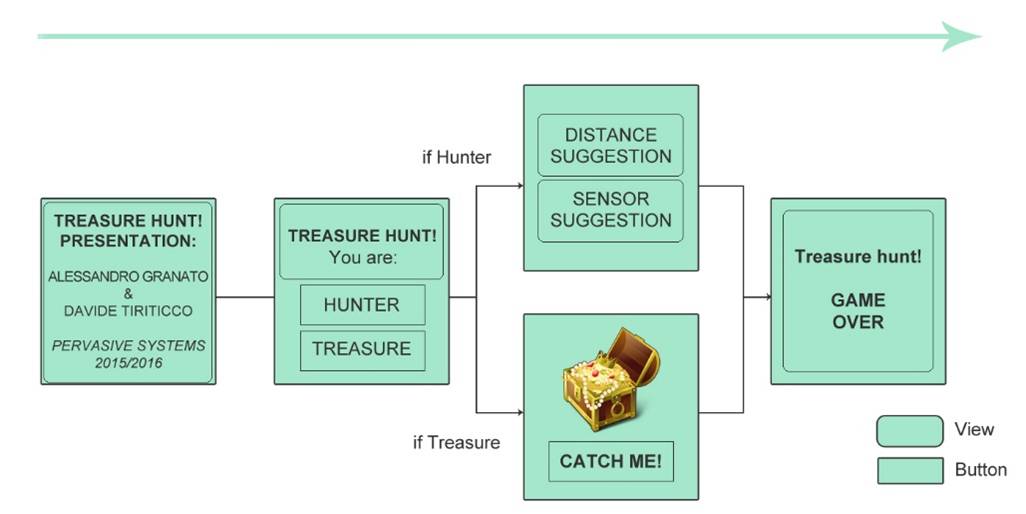 TREASURE HUNT!
PRESENTATION:
ALESSANDRO GRANATO
&
DAVIDE TIRITICCO
PERVASIVE SYSTEMS
2015/2016
TREASURE HUNT!
You are:
HUNTER
TREASURE
if Hunter
DISTANCE
SUGGESTION
SENSOR
SUGGESTION
if Treasure
CATCH ME!
Treasure hunt!
GAME
OVER
View
Button